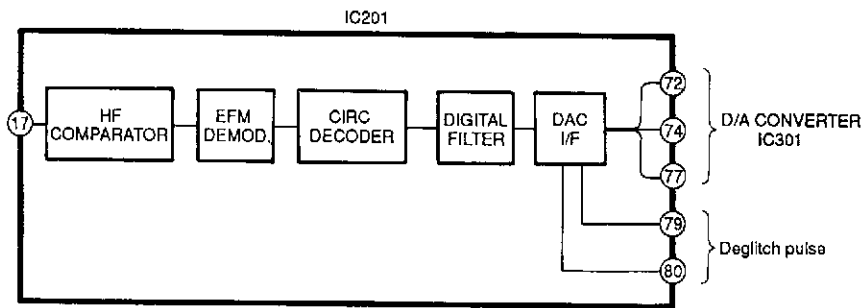 IC201
17
HF
COMPARATOR
EFM
DEMOD.
CIRC
DECODER
DIGITAL
FILTER
DAC
I/F
72
74
77
D/A CONVERTER
IC301
79
80
Deglitch pulse